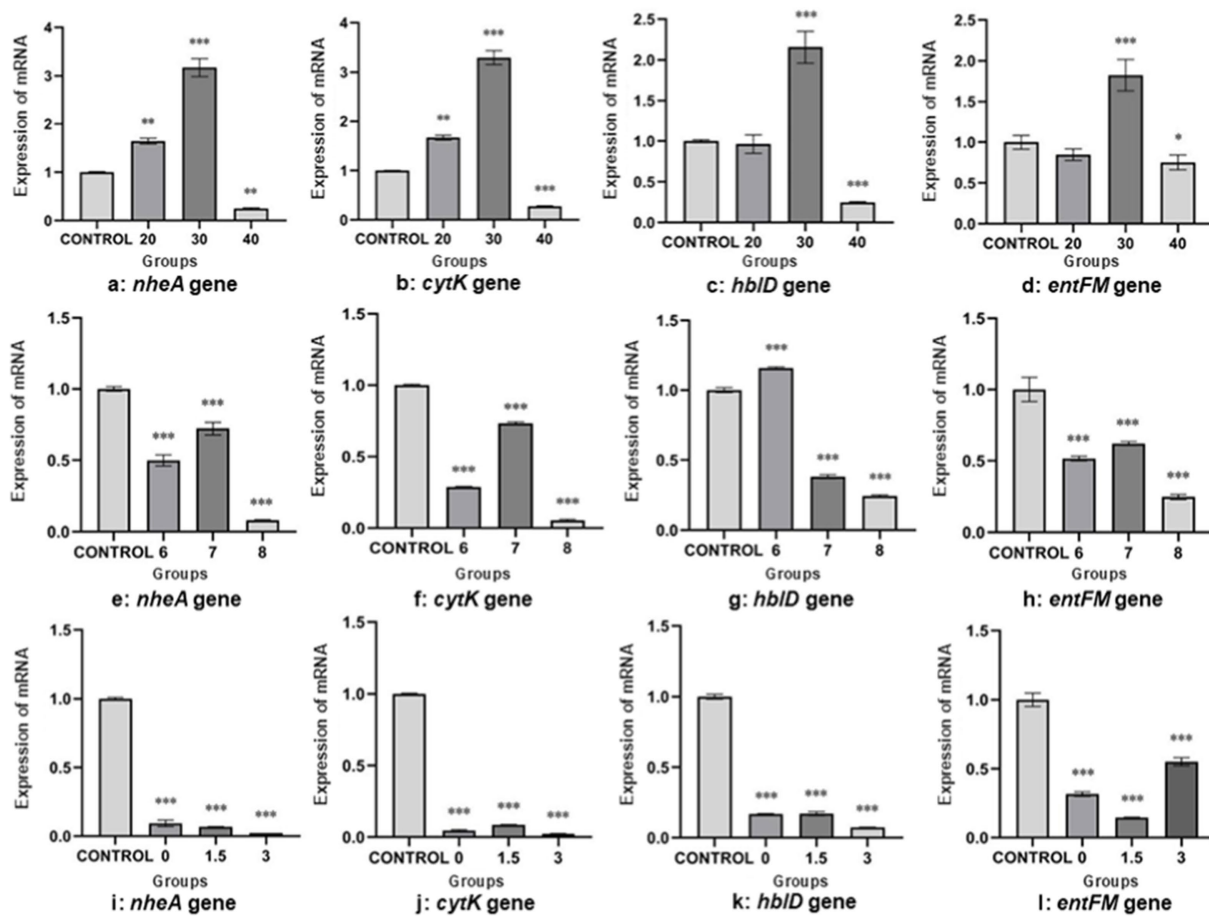 Expression of mRNA
5
4
3
2
1
0
**
***
**
CONTROL 20 30 40
Groups
a: nheA gene
Expression of mRNA
4
3
2
1
0
**
***
***
CONTROL 20 30 40
Groups
b: cytK gene
Expression of mRNA
2.5
2.0
1.5
1.0
0.5
0.0
***
***
CONTROL 20 30 40
Groups
c: hblD gene
Expression of mRNA
2.5
2.0
1.5
1.0
0.5
0.0
***
*
CONTROL 20 30 40
Groups
d: entFM gene
Expression of mRNA
1.5
1.0
0.5
0.0
***
***
***
CONTROL 6 7 8
Groups
e: nheA gene
Expression of mRNA
1.5
1.0
0.5
0.0
***
***
***
CONTROL 6 7 8
Groups
f: cytK gene
Expression of mRNA
1.5
1.0
0.5
0.0
***
***
***
CONTROL 6 7 8
Groups
g: hblD gene
Expression of mRNA
1.5
1.0
0.5
0.0
***
***
***
CONTROL 6 7 8
Groups
h: entFM gene
Expression of mRNA
1.5
1.0
0.5
0.0
***
***
***
CONTROL 0 1.5 3
Groups
i: nheA gene
Expression of mRNA
1.5
1.0
0.5
0.0
***
***
***
CONTROL 0 1.5 3
Groups
j: cytK gene
Expression of mRNA
1.5
1.0
0.5
0.0
***
***
***
CONTROL 0 1.5 3
Groups
k: hblD gene
Expression of mRNA
1.5
1.0
0.5
0.0
***
***
***
CONTROL 0 1.5 3
Groups
l: entFM gene